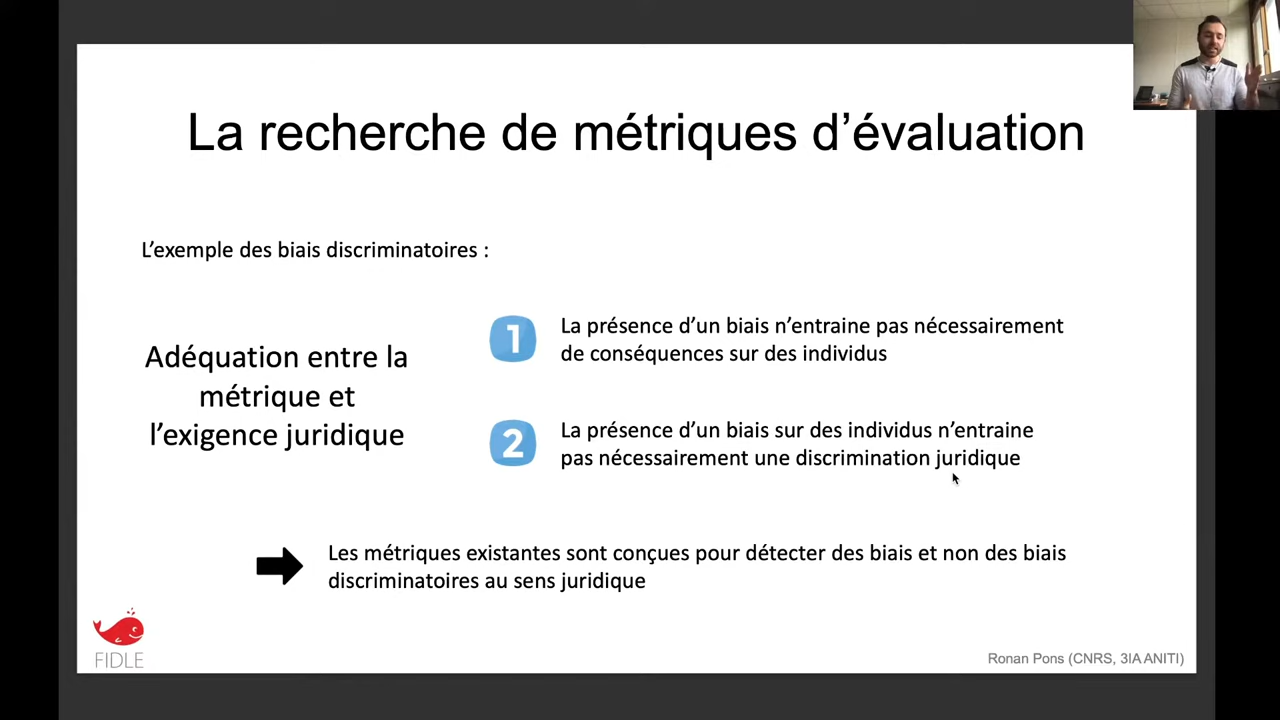 La recherche de métriques d’évaluation
L’exemple des biais discriminatoires :
Adéquation entre la
métrique et
l’exigence juridique
1
La présence d’un biais n’entraine pas nécessairement
de conséquences sur des individus
2
La présence d’un biais sur des individus n’entraine
pas nécessairement une discrimination juridique
Les métriques existantes sont conçues pour détecter des biais et non des biais
discriminatoires au sens juridique
FIDLE
Ronan Pons (CNRS, 3IA ANITI)